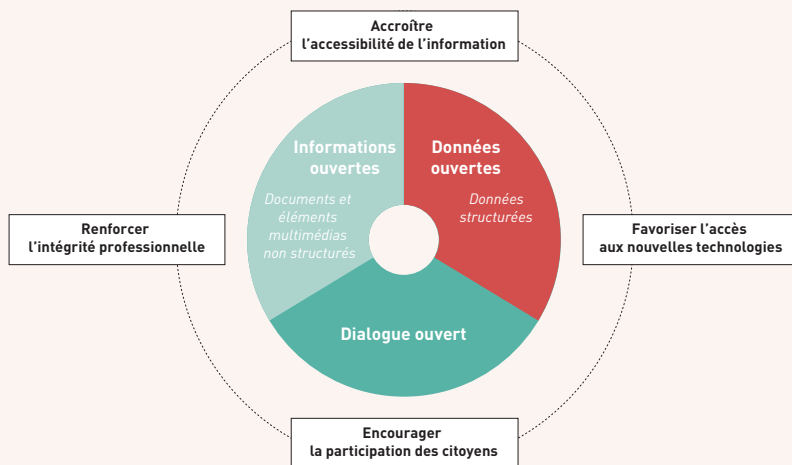 Accroître
l’accessibilité de l’information
Informations
ouvertes
Documents et
éléments
multimédias
non structurés
Données
ouvertes
Données
structurées
Renforcer
l’intégrité professionnelle
Favoriser l’accès
aux nouvelles technologies
Dialogue ouvert
Encourager
la participation des citoyens